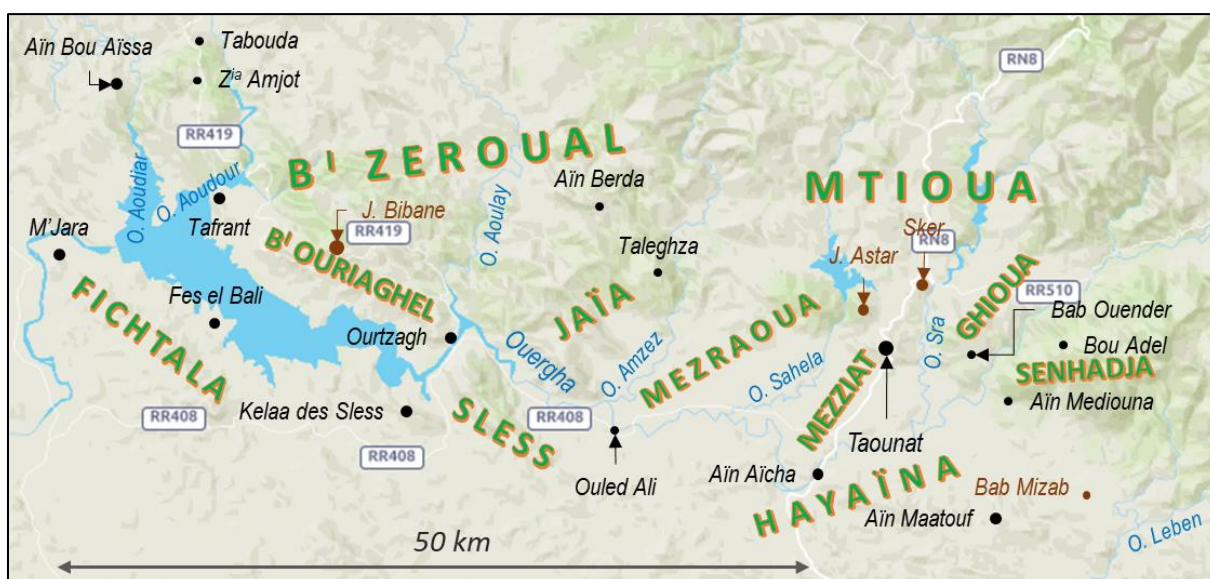 Aïn Bou Aïssa
Tabouda
Zia Amjot
RN8
RR419
Bl ZEROUAL
O. Aoudiar
O. Aoudour
O. Aoulay
Aïn Berda
MTIOUA
M'Jara
Tafrant
J. Bibane
RR419
Bl OURIAGHEL
Taleghza
Sker
RN8
J. Astar
FICHTALA
Fes el Bali
Ourtzagh
Ouergha
JAÏA
O. Amzez
MEZRAOUA
O. Sahela
O. Sra
GHIOUA
RR510
Bab Ouender
Bou Adel
SENHADJA
Aïn Mediouna
MEZZIAT
Taounat
RR408
Kelaa des Sless
SLESS
RR408
RR408
Ouled Ali
Aïn Aïcha
HAYAÏNA
Aïn Maatouf
Bab Mizab
O. Leben
50 km